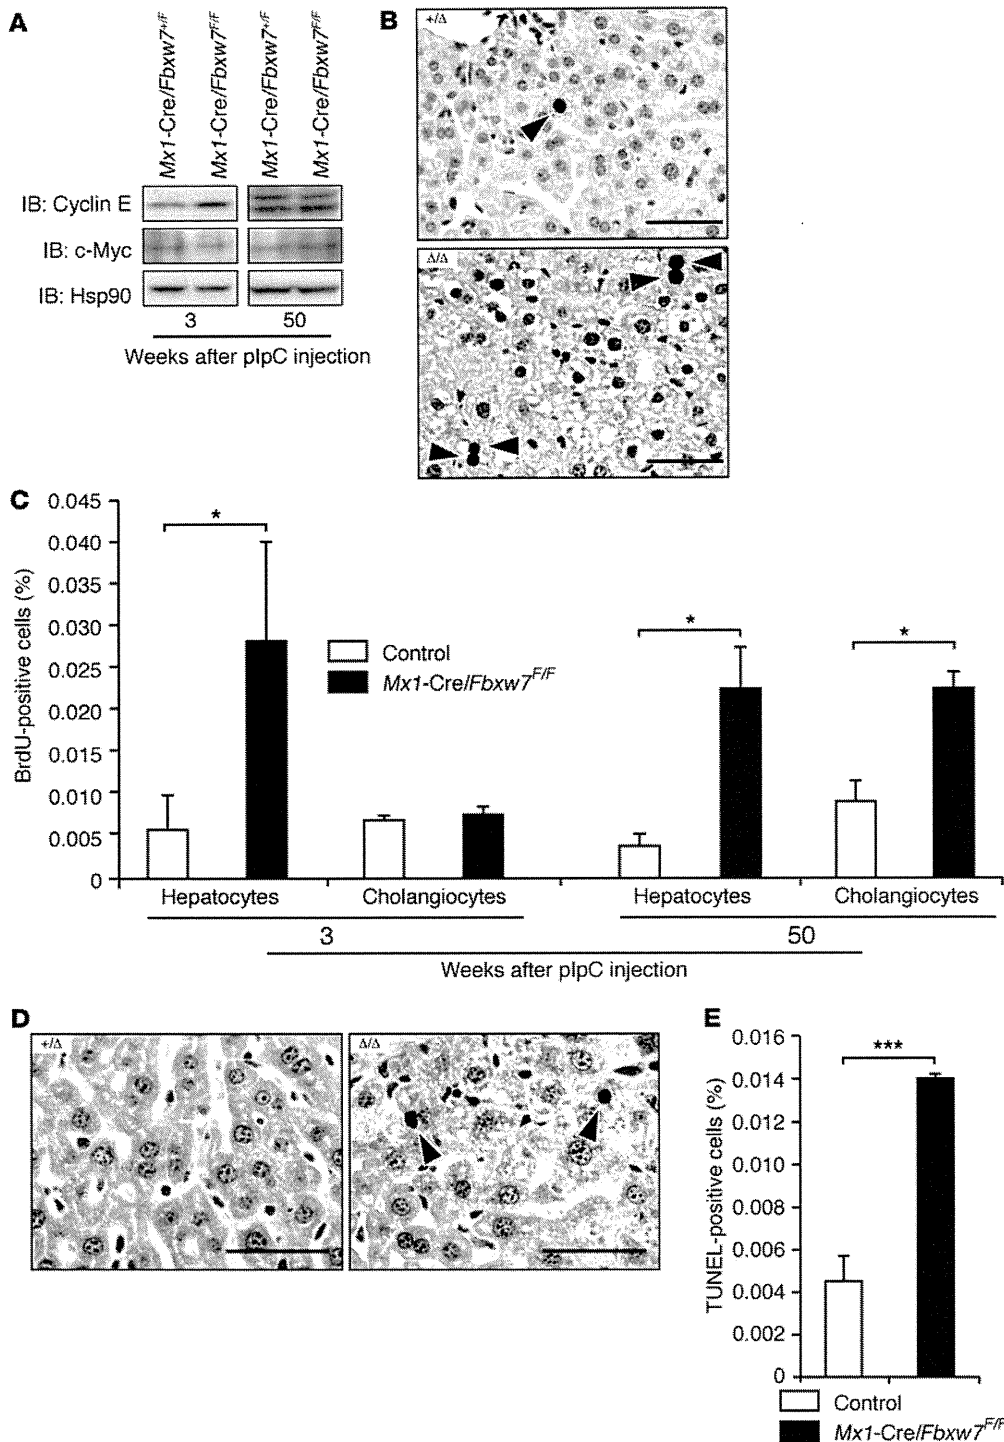 A
Mx1-Cre/Fbxw7+/F
Mx1-Cre/Fbxw7F/F
Mx1-Cre/Fbxw7+/F
Mx1-Cre/Fbxw7F/F
IB: Cyclin E
IB: c-Myc
IB: Hsp90
3
50
Weeks after pIpC injection
B
+/Δ
Δ/Δ
C
BrdU-positive cells (%)
0.045
0.040
0.035
0.030
0.025
0.020
0.015
0.010
0.005
0
*
*
*
Control
Mx1-Cre/Fbxw7F/F
Hepatocytes
Cholangiocytes
Hepatocytes
Cholangiocytes
3
50
Weeks after pIpC injection
D
+/Δ
Δ/Δ
E
TUNEL-positive cells (%)
0.016
0.014
0.012
0.010
0.008
0.006
0.004
0.002
0
***
Control
Mx1-Cre/Fbxw7F/F